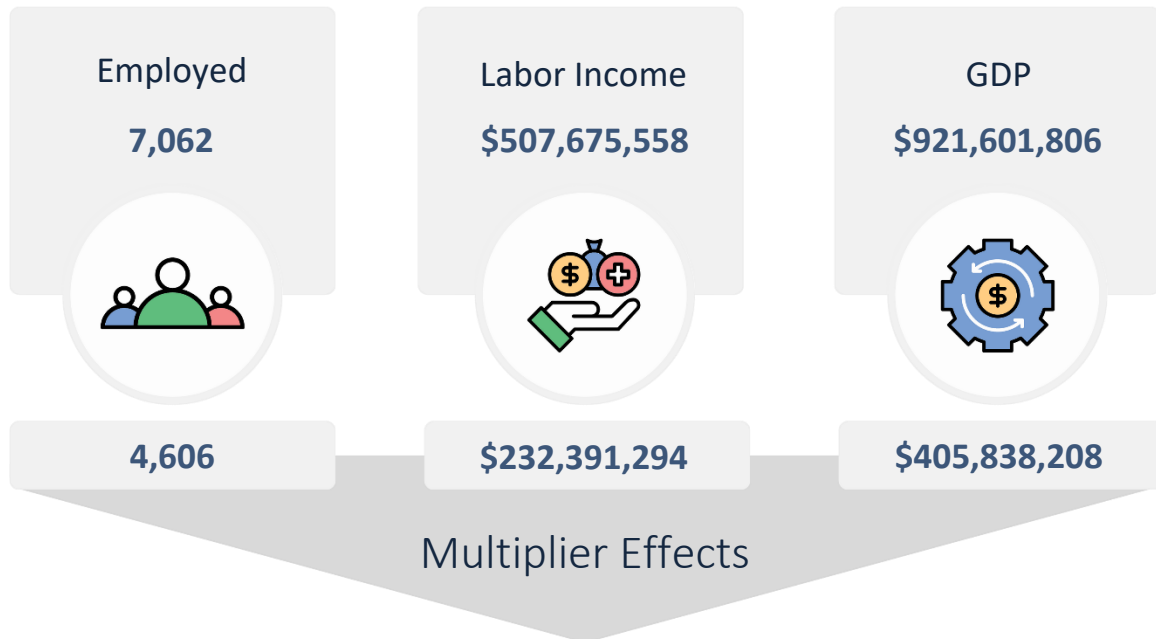 Employed
7,062
Labor Income
$507,675,558
GDP
$921,601,806
$
$
4,606
$232,391,294
$405,838,208
Multiplier Effects